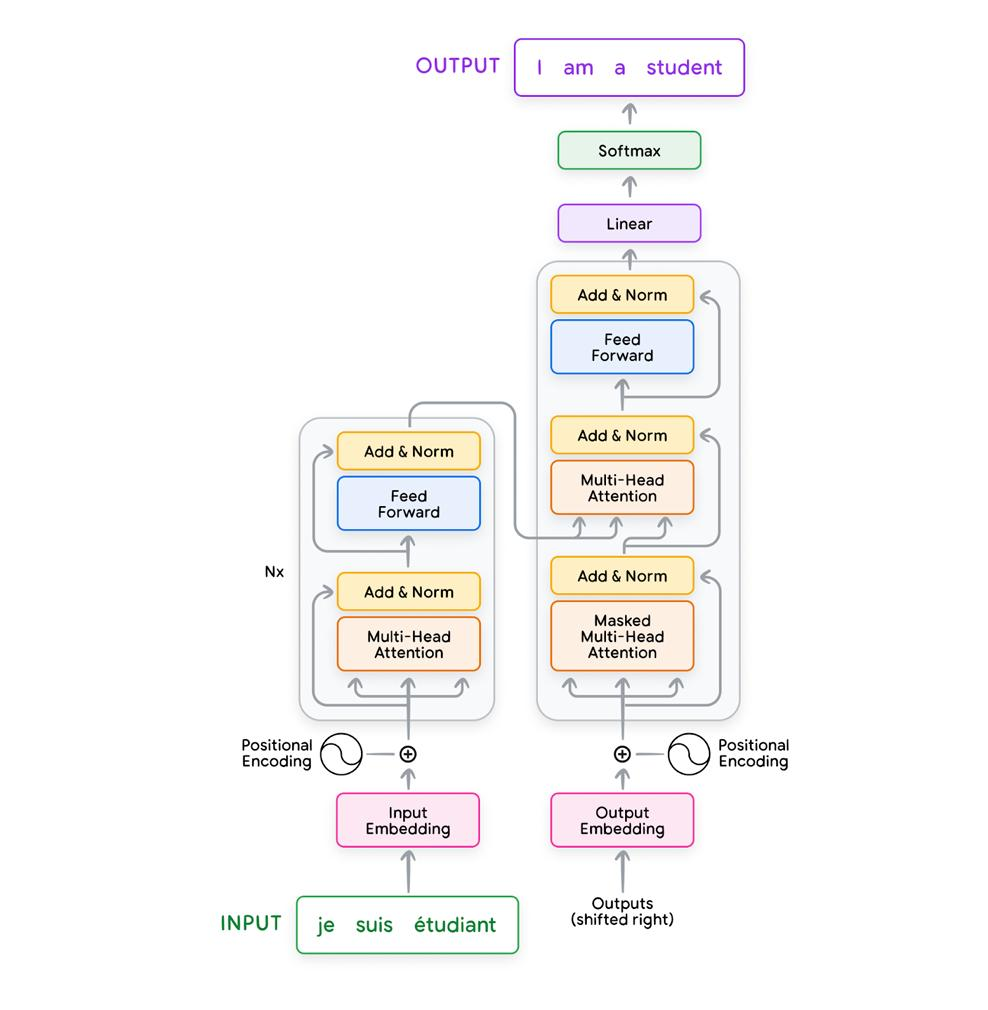 OUTPUT
I am a student
Softmax
Linear
Add & Norm
Feed
Forward
Add & Norm
Multi-Head
Attention
Add & Norm
Masked
Multi-Head
Attention
Add & Norm
Feed
Forward
Nx
Add & Norm
Multi-Head
Attention
Positional
Encoding
Positional
Encoding
Input
Embedding
Output
Embedding
INPUT
je suis étudiant
Outputs
(shifted right)